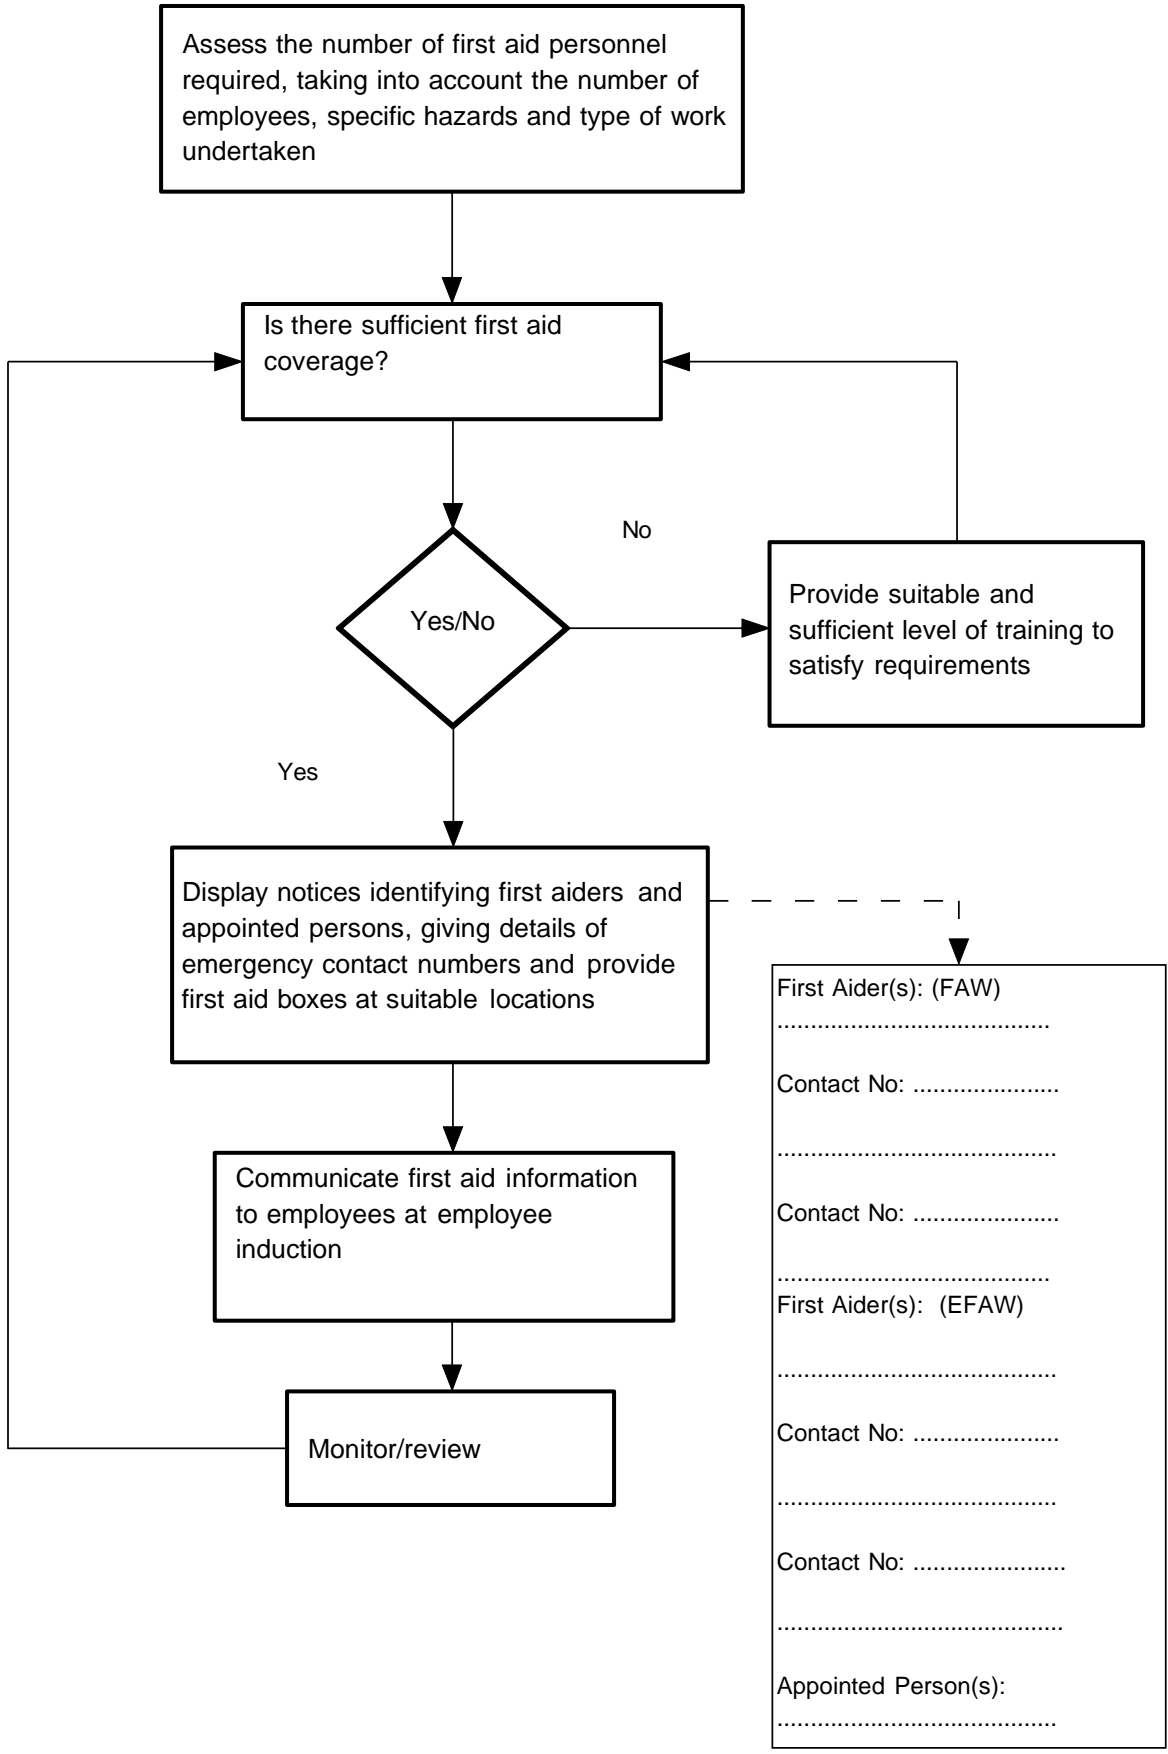 Assess the number of first aid personnel
required, taking into account the number of
employees, specific hazards and type of work
undertaken
Is there sufficient first aid
coverage?
No
Yes/No
Provide suitable and
sufficient level of training to
satisfy requirements
Yes
Display notices identifying first aiders and
appointed persons, giving details of
emergency contact numbers and provide
first aid boxes at suitable locations
First Aider(s): (FAW)
.........................................
Contact No: ......................
..........................................
Contact No: ......................
.........................................
First Aider(s): (EFAW)
..........................................
Contact No: ......................
..........................................
Contact No: .......................
...........................................
Appointed Person(s):
..........................................
Communicate first aid information
to employees at employee
induction
Monitor/review